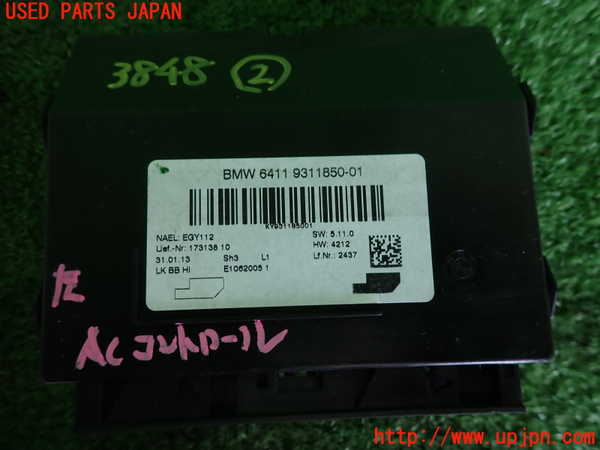 USED PARTS JAPAN
3848 ②
BMW 6411 9311850-01
KY931185001
NAEL: EGY112
SW: 5.11.0
Lief.-Nr: 173138 10
HW: 4212
31.01.13 Sh3 L1
Lf.Nr.: 2437
LK BB HI E1062005 1
左
ACコントロール
http://www.upjpn.com/